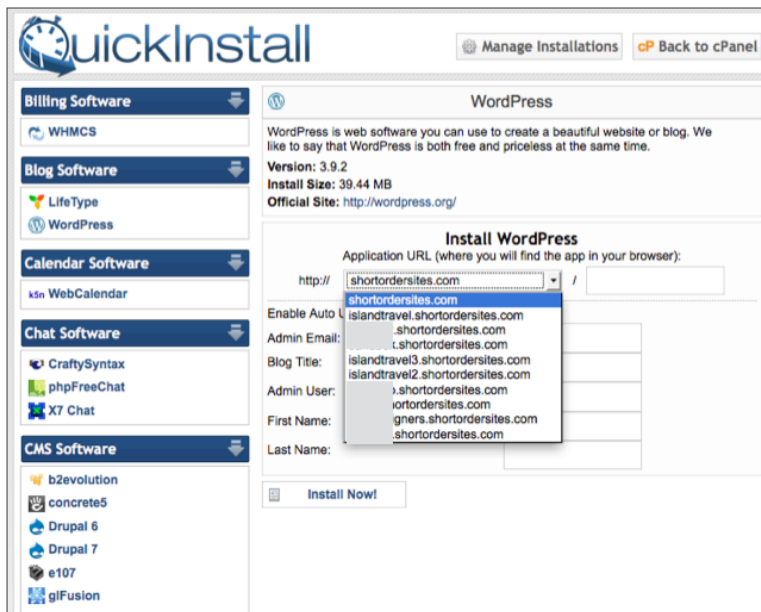 QuickInstall
Manage Installations
cP Back to cPanel
Billing Software
WHMCS
Blog Software
LifeType
WordPress
Calendar Software
k5n WebCalendar
Chat Software
CraftySyntax
phpFreeChat
X7 Chat
CMS Software
b2evolution
concrete5
Drupal 6
Drupal 7
e107
glFusion
WordPress
WordPress is web software you can use to create a beautiful website or blog. We
like to say that WordPress is both free and priceless at the same time.
Version: 3.9.2
Install Size: 39.44 MB
Official Site: http://wordpress.org/
Install WordPress
Application URL (where you will find the app in your browser):
http:// shortordersites.com /
shortordersites.com
islandtravel.shortordersites.com
.shortordersites.com
.shortordersites.com
islandtravel3.shortordersites.com
islandtravel2.shortordersites.com
.shortordersites.com
hortordersites.com
igners.shortordersites.com
.shortordersites.com
Enable Auto U
Admin Email:
Blog Title:
Admin User:
First Name:
Last Name:
Install Now!